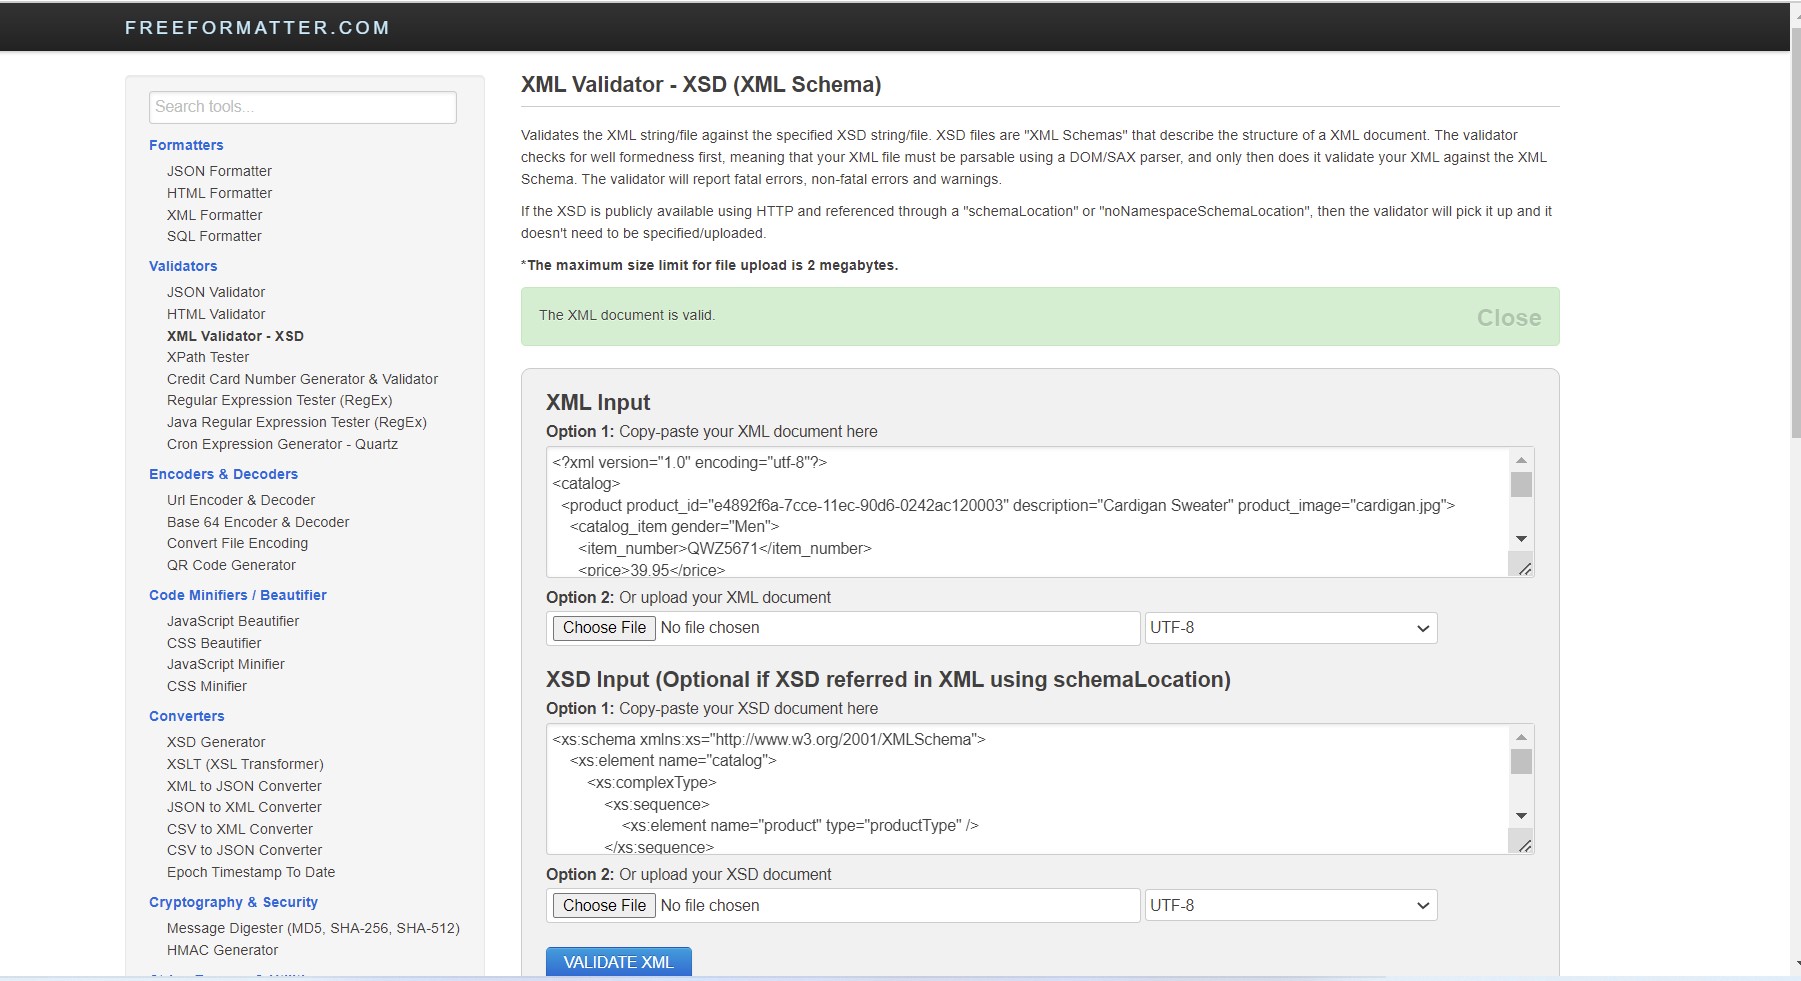 FREEFORMATTER.COM
Search tools...
Formatters
JSON Formatter
HTML Formatter
XML Formatter
SQL Formatter
Validators
JSON Validator
HTML Validator
XML Validator - XSD
XPath Tester
Credit Card Number Generator & Validator
Regular Expression Tester (RegEx)
Java Regular Expression Tester (RegEx)
Cron Expression Generator - Quartz
Encoders & Decoders
Url Encoder & Decoder
Base 64 Encoder & Decoder
Convert File Encoding
QR Code Generator
Code Minifiers / Beautifier
JavaScript Beautifier
CSS Beautifier
JavaScript Minifier
CSS Minifier
Converters
XSD Generator
XSLT (XSL Transformer)
XML to JSON Converter
JSON to XML Converter
CSV to XML Converter
CSV to JSON Converter
Epoch Timestamp To Date
Cryptography & Security
Message Digester (MD5, SHA-256, SHA-512)
HMAC Generator
XML Validator - XSD (XML Schema)
Validates the XML string/file against the specified XSD string/file. XSD files are "XML Schemas" that describe the structure of a XML document. The validator
checks for well formedness first, meaning that your XML file must be parsable using a DOM/SAX parser, and only then does it validate your XML against the XML
Schema. The validator will report fatal errors, non-fatal errors and warnings.
If the XSD is publicly available using HTTP and referenced through a "schemaLocation" or "noNamespaceSchemaLocation", then the validator will pick it up and it
doesn't need to be specified/uploaded.
*The maximum size limit for file upload is 2 megabytes.
The XML document is valid.
Close
XML Input
Option 1: Copy-paste your XML document here
<?xml version="1.0" encoding="utf-8"?>
<catalog>
<product product_id="e4892f6a-7cce-11ec-90d6-0242ac120003" description="Cardigan Sweater" product_image="cardigan.jpg">
<catalog_item gender="Men">
<item_number>QWZ5671</item_number>
<price>39.95</price>
Option 2: Or upload your XML document
Choose File No file chosen
UTF-8
XSD Input (Optional if XSD referred in XML using schemaLocation)
Option 1: Copy-paste your XSD document here
<xs:schema xmlns:xs="http://www.w3.org/2001/XMLSchema">
<xs:element name="catalog">
<xs:complexType>
<xs:sequence>
<xs:element name="product" type="productType" />
</xs:sequence>
Option 2: Or upload your XSD document
Choose File No file chosen
UTF-8
VALIDATE XML